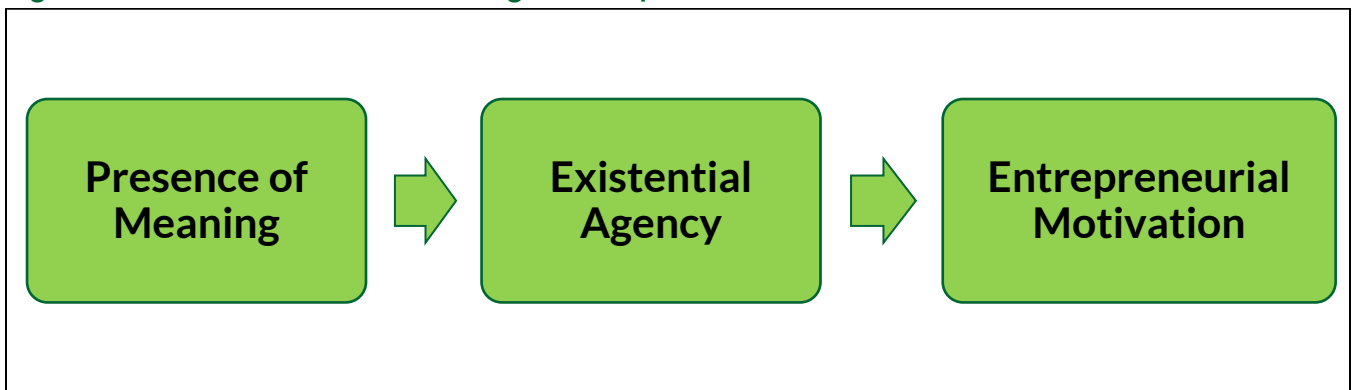 Presence of
Meaning
Existential
Agency
Entrepreneurial
Motivation